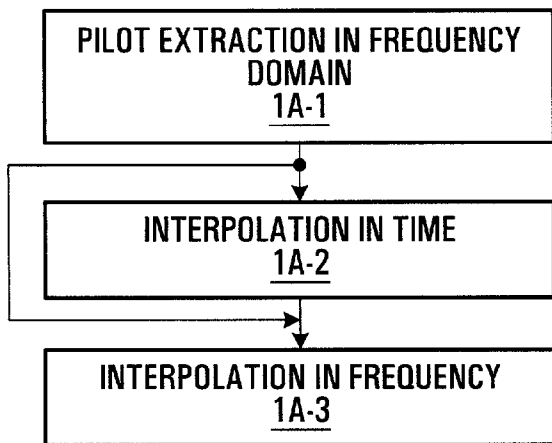 PILOT EXTRACTION IN FREQUENCY
DOMAIN
1A-1
INTERPOLATION IN TIME
1A-2
INTERPOLATION IN FREQUENCY
1A-3